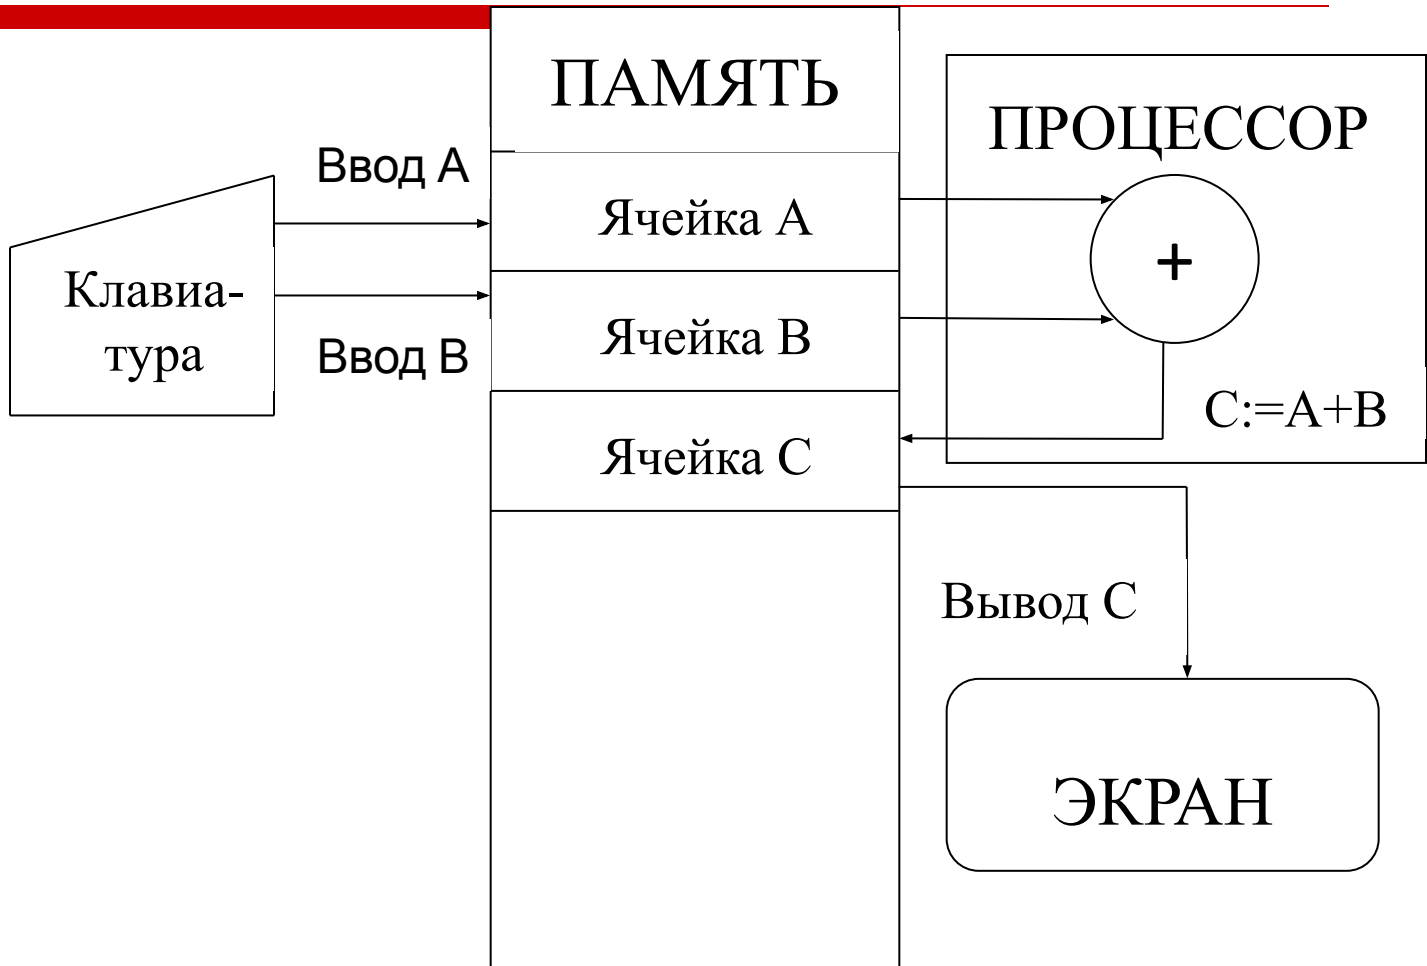 ПАМЯТЬ
ПРОЦЕССОР
Ввод А
Ячейка А
+
Клавиа-
тура
Ввод В
Ячейка В
C:=A+B
Ячейка С
Вывод С
ЭКРАН